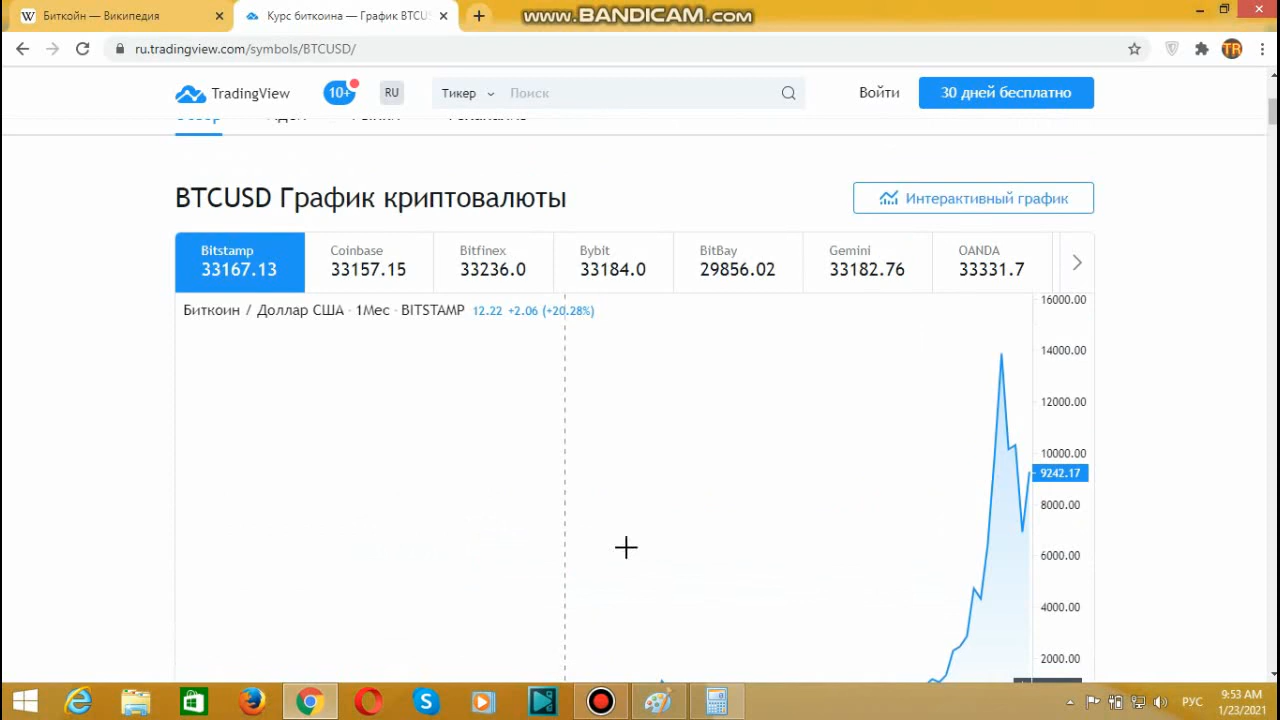 Биткойн — Википедия
Курс биткоина — График BTCUS
www.BANDICAM.com
ru.tradingview.com/symbols/BTCUSD/
TR
TradingView
10+
RU
Тикер
Поиск
Войти
30 дней бесплатно
BTCUSD График криптовалюты
Интерактивный график
Bitstamp
33167.13
Coinbase
33157.15
Bitfinex
33236.0
Bybit
33184.0
BitBay
29856.02
Gemini
33182.76
OANDA
33331.7
Биткоин / Доллар США · 1Мес · BITSTAMP 12.22 +2.06 (+20.28%)
16000.00
14000.00
12000.00
10000.00
9242.17
8000.00
6000.00
4000.00
2000.00
РУС
9:53 AM
1/23/2021